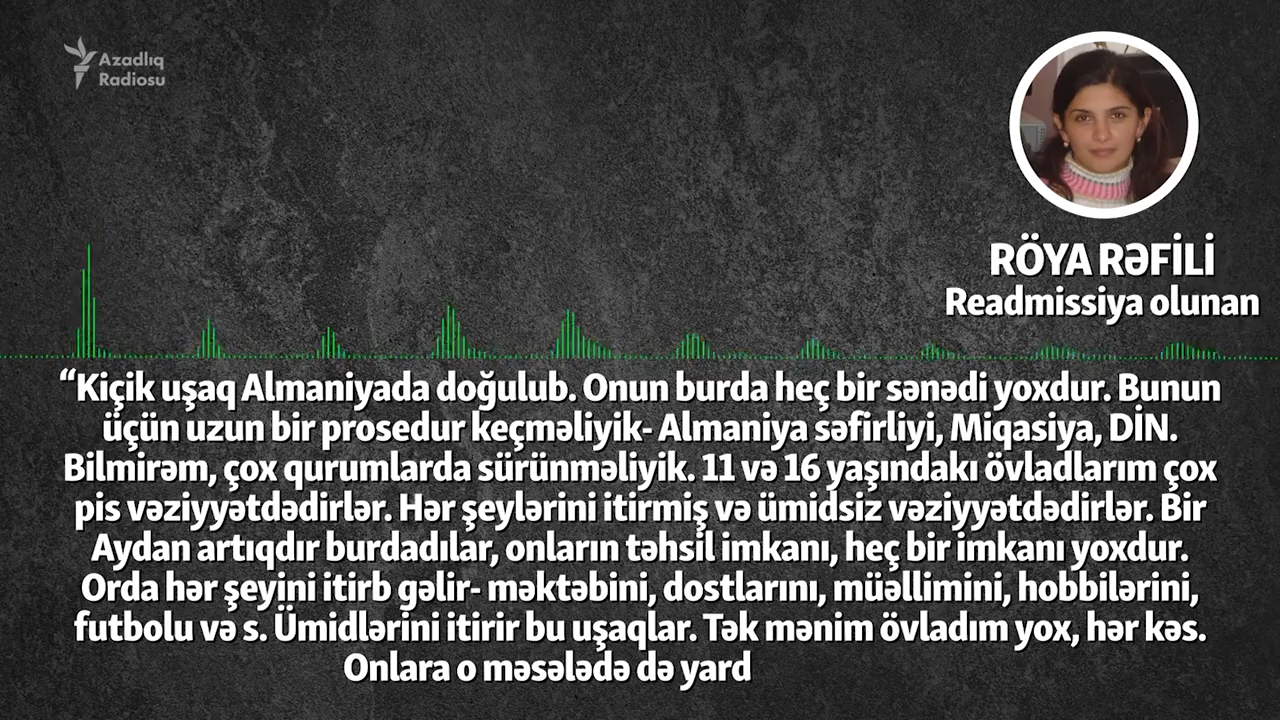 Azadlıq
Radiosu
RÖYA RƏFİLİ
Readmissiya olunan
“Kiçik uşaq Almaniyada doğulub. Onun burda heç bir sənədi yoxdur. Bunun
üçün uzun bir prosedur keçməliyik- Almaniya səfirliyi, Miqasiya, DİN.
Bilmirəm, çox qurumlarda sürünməliyik. 11 və 16 yaşındakı övladlarım çox
pis vəziyyətdədirlər. Hər şeylərini itirmiş və ümidsiz vəziyyətdədirlər. Bir
Aydan artıqdır burdadılar, onların təhsil imkanı, heç bir imkanı yoxdur.
Orda hər şeyini itirb gəlir- məktəbini, dostlarını, müəllimini, hobbilərini,
futbolu və s. Ümidlərini itirir bu uşaqlar. Tək mənim övladım yox, hər kəs.
Onlara o məsələdə də yard